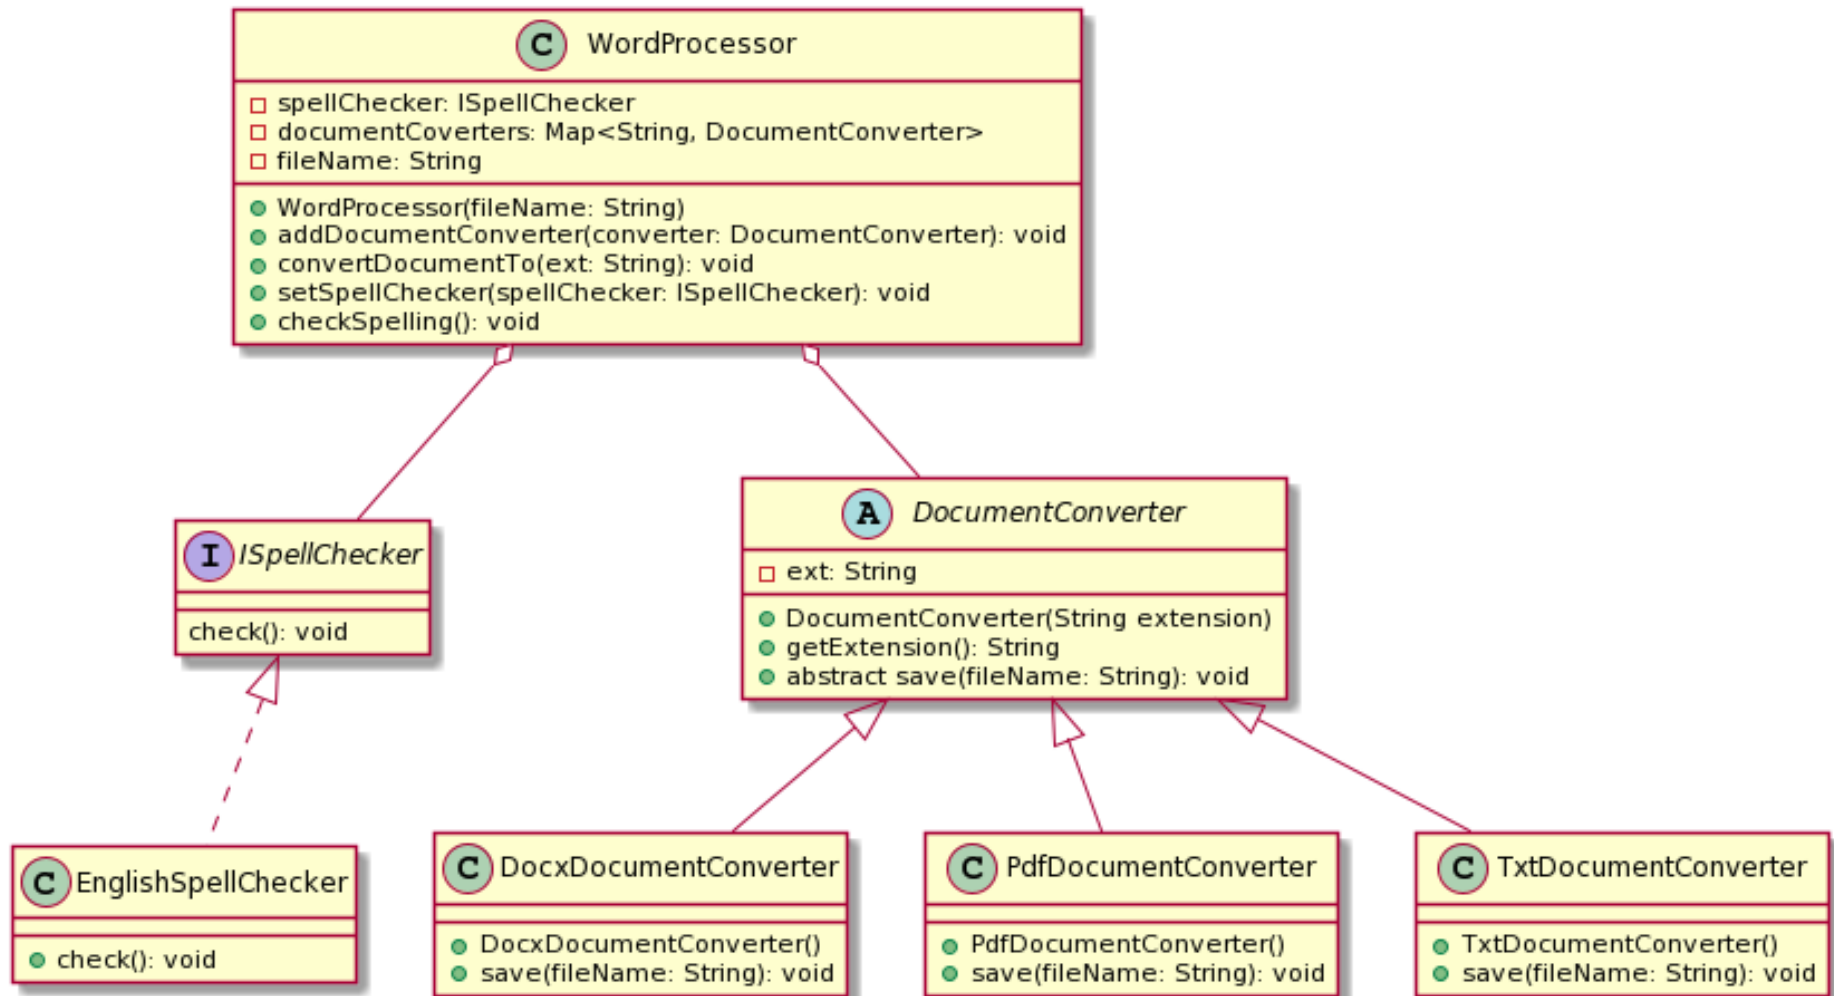 C WordProcessor
spellChecker: ISpellChecker
documentCoverters: Map<String, DocumentConverter>
fileName: String
WordProcessor(fileName: String)
addDocumentConverter(converter: DocumentConverter): void
convertDocumentTo(ext: String): void
setSpellChecker(spellChecker: ISpellChecker): void
checkSpelling(): void
I ISpellChecker
check(): void
A DocumentConverter
ext: String
DocumentConverter(String extension)
getExtension(): String
abstract save(fileName: String): void
C EnglishSpellChecker
check(): void
C DocxDocumentConverter
DocxDocumentConverter()
save(fileName: String): void
C PdfDocumentConverter
PdfDocumentConverter()
save(fileName: String): void
C TxtDocumentConverter
TxtDocumentConverter()
save(fileName: String): void